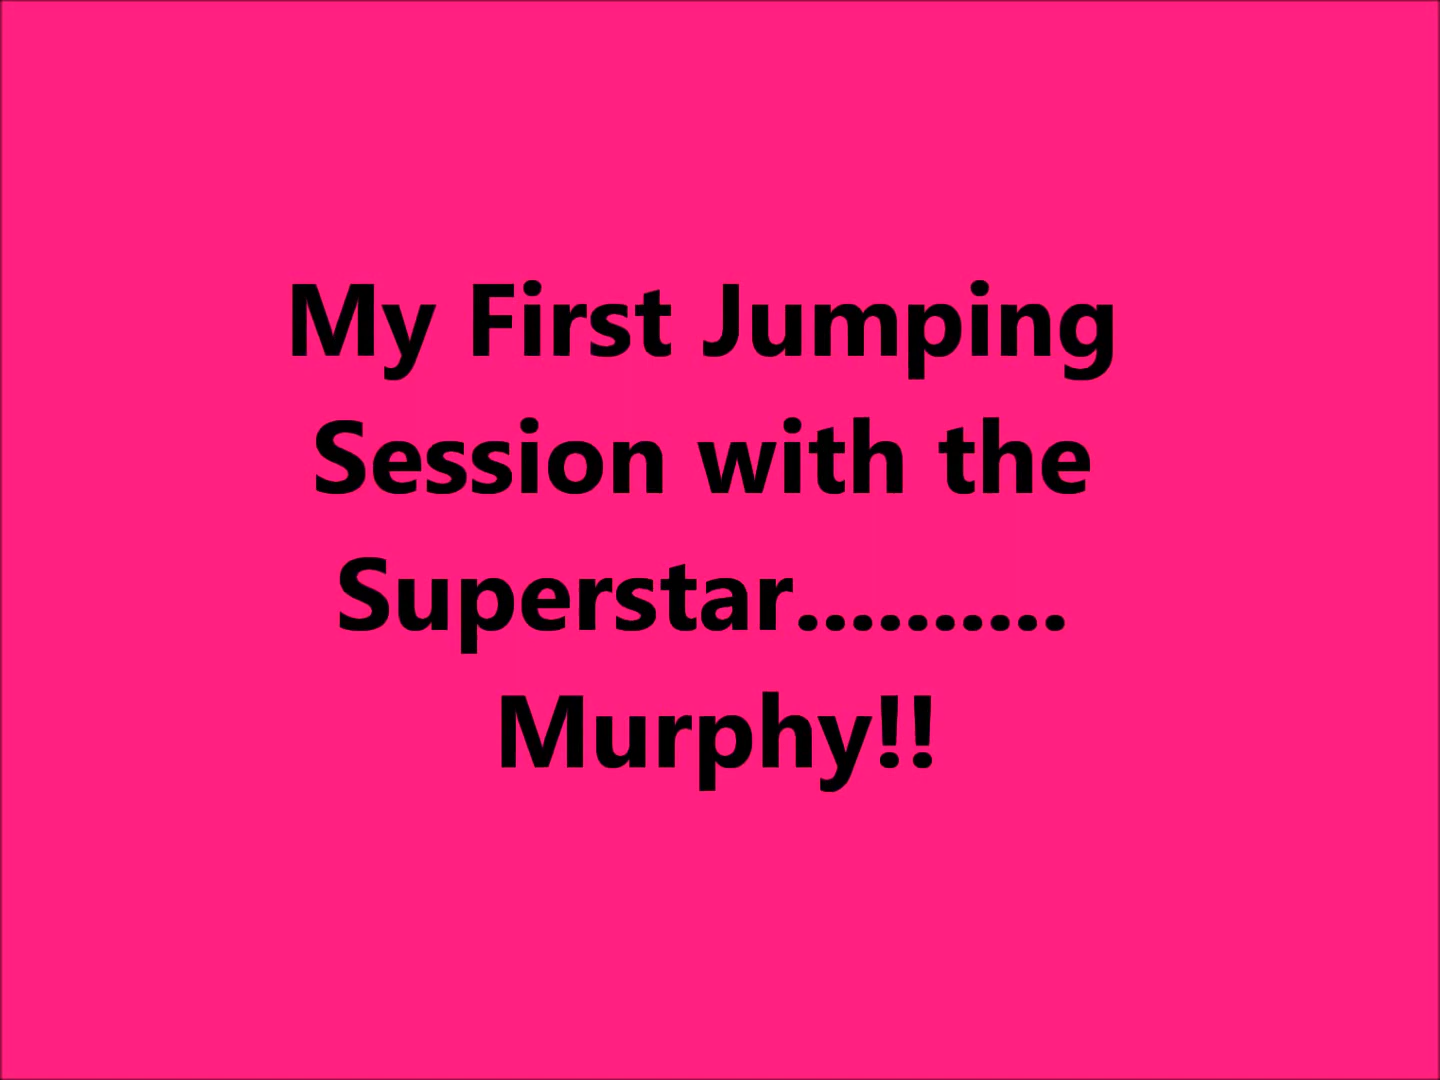 My First Jumping
Session with the
Superstar..........
Murphy!!